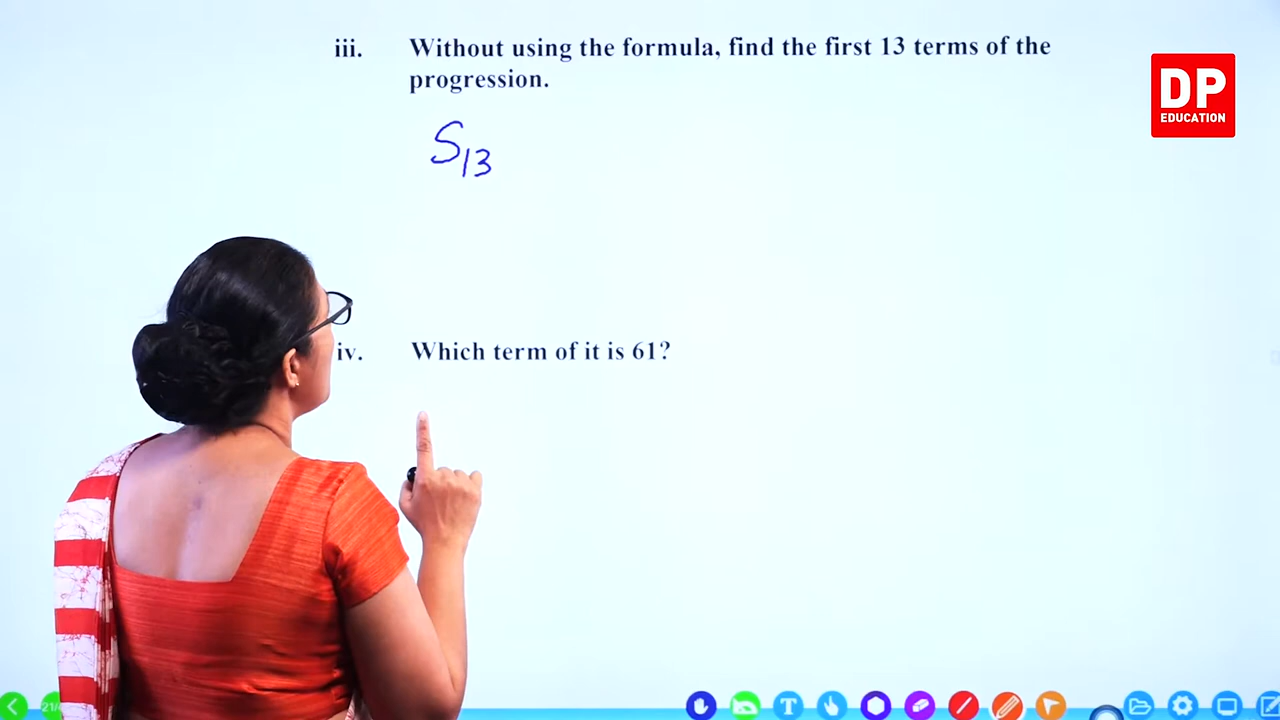 iii. Without using the formula, find the first 13 terms of the
progression.
DP
EDUCATION
S13
iv. Which term of it is 61?